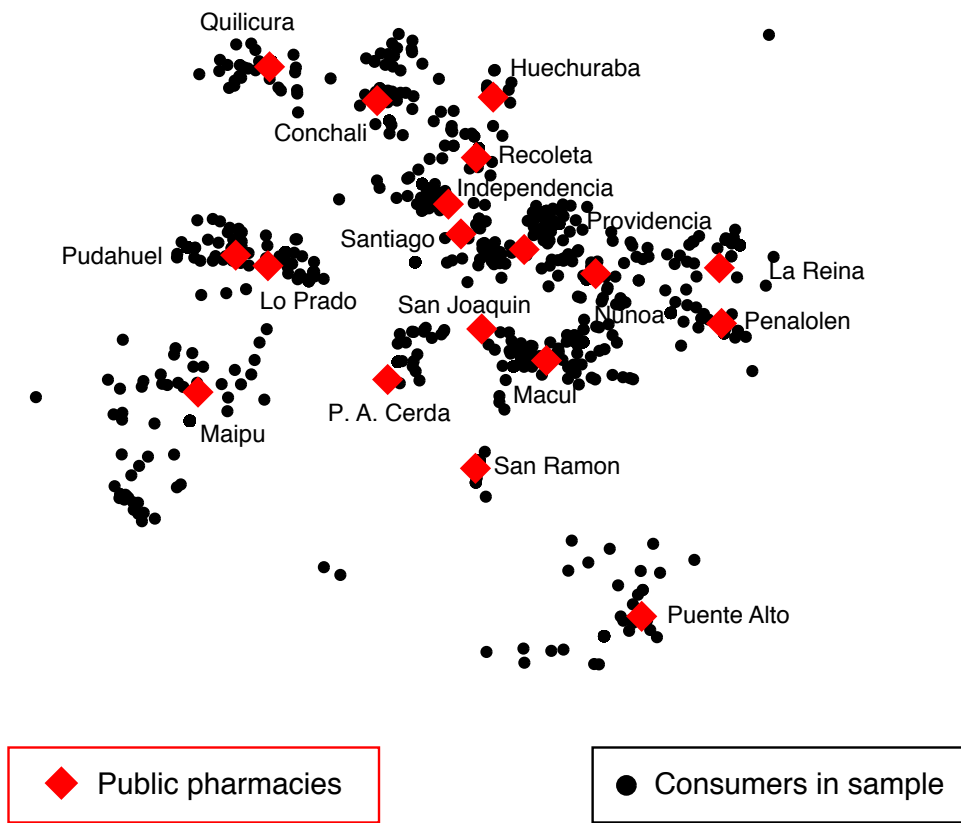 Quilicura
Huechuraba
Conchali
Recoleta
Independencia
Providencia
Santiago
Pudahuel
La Reina
Lo Prado
San Joaquin
Nunoa
Penalolen
Macul
P. A. Cerda
Maipu
San Ramon
Puente Alto
Public pharmacies
Consumers in sample